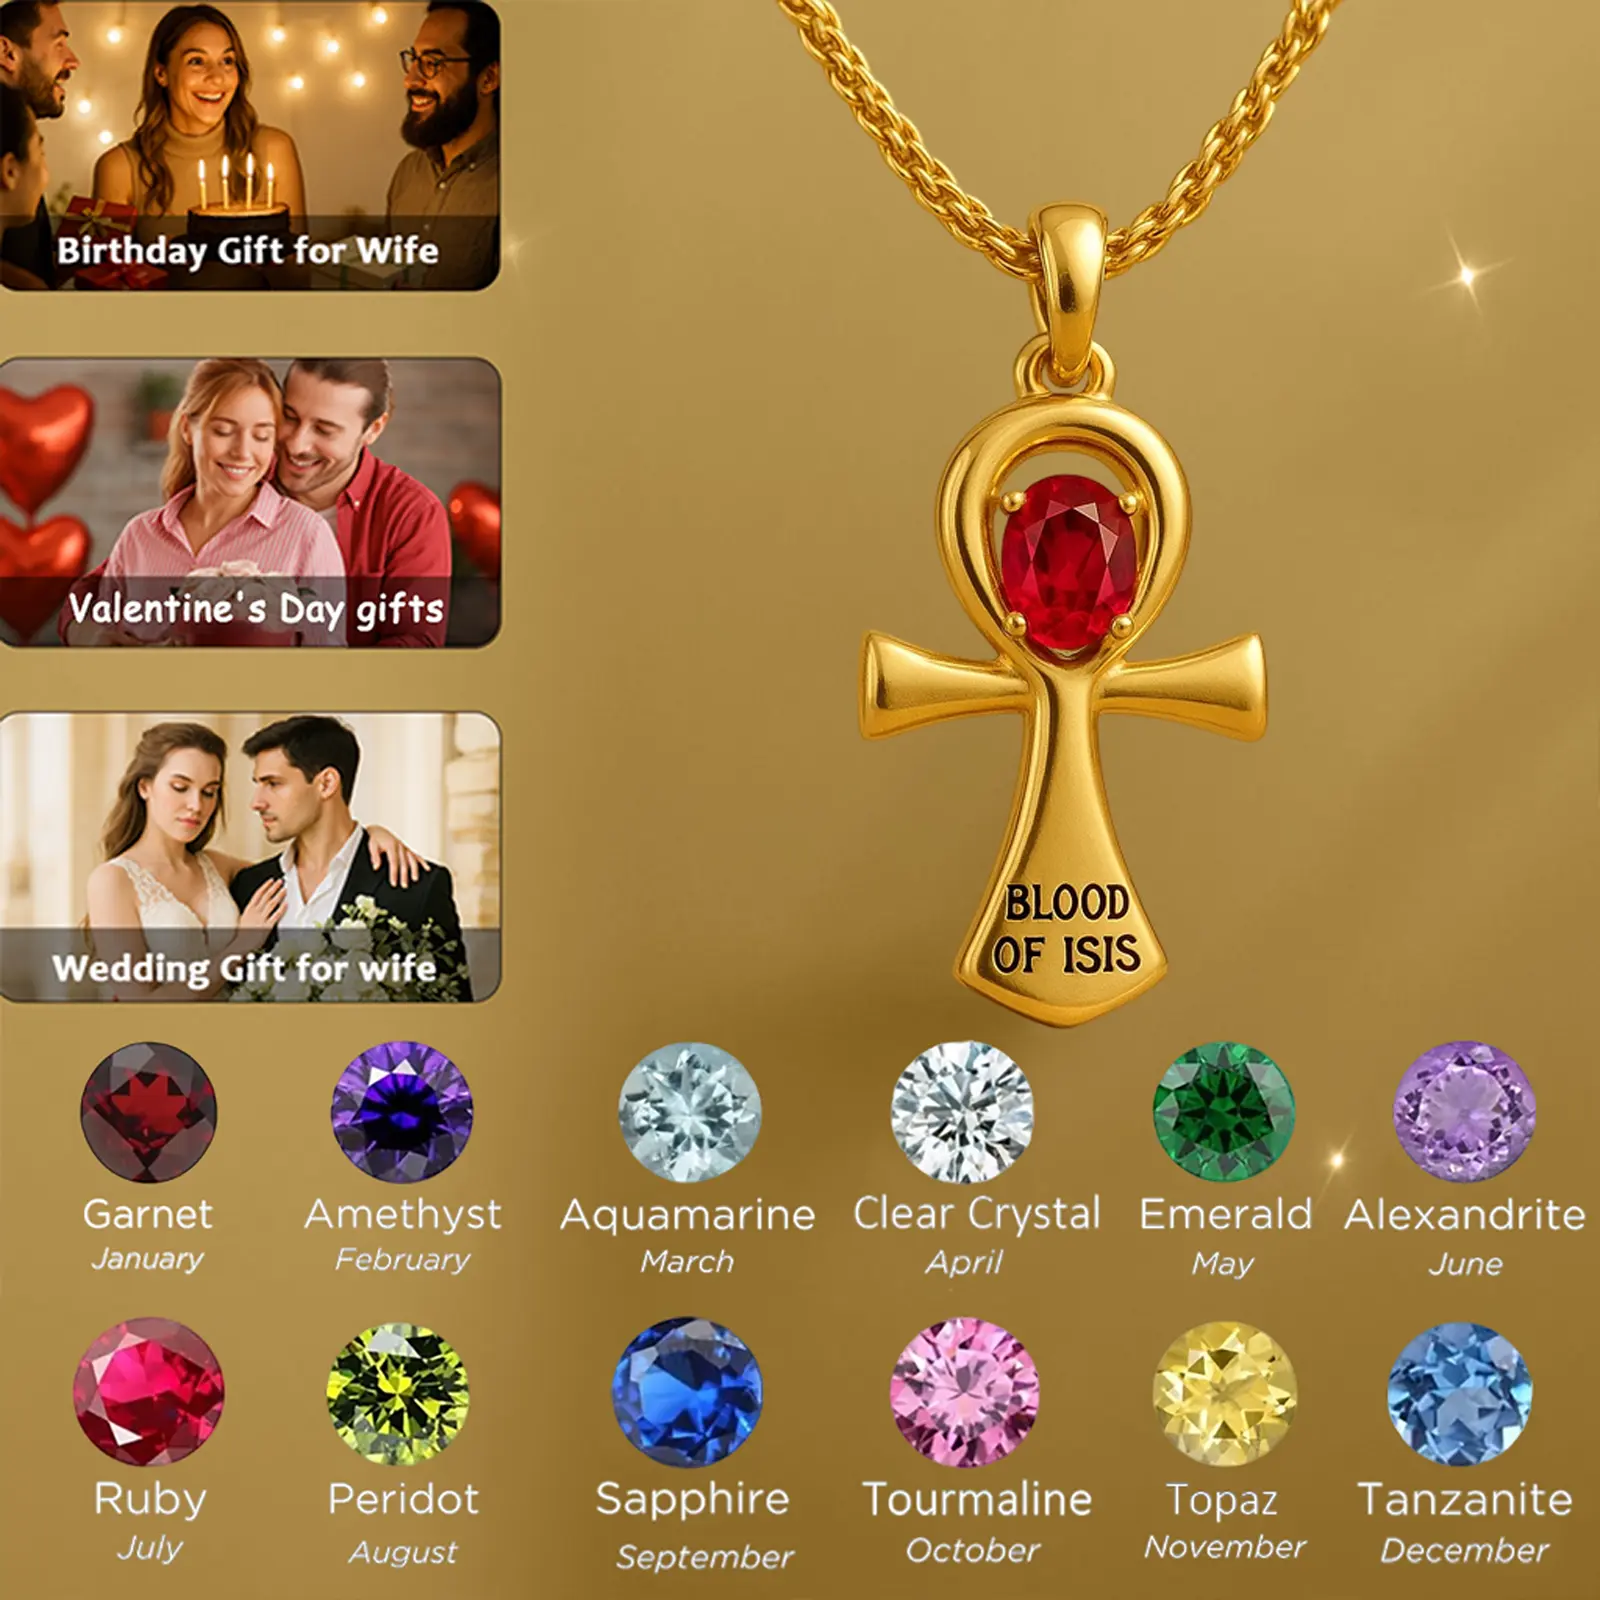 Birthday Gift for Wife
Valentine's Day gifts
Wedding Gift for wife
BLOOD
OF ISIS
Garnet
January
Amethyst
February
Aquamarine
March
Clear Crystal
April
Emerald
May
Alexandrite
June
Ruby
July
Peridot
August
Sapphire
September
Tourmaline
October
Topaz
November
Tanzanite
December